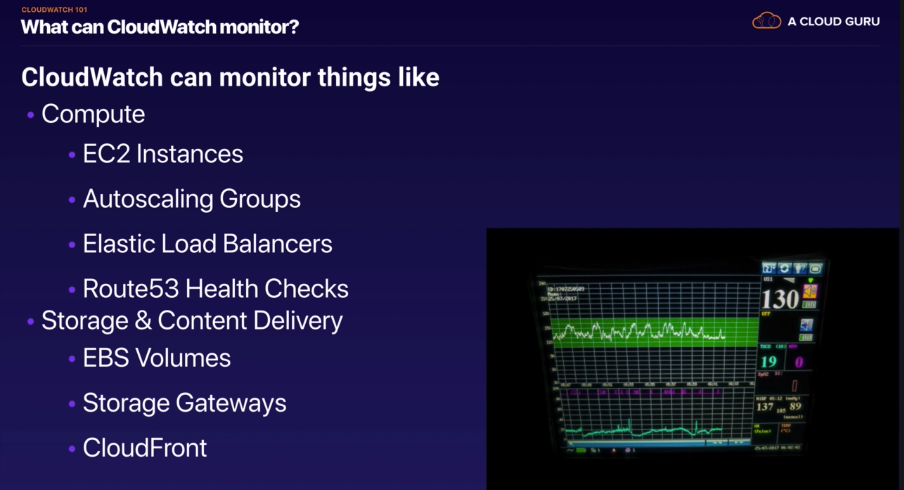 CLOUDWATCH 101
What can CloudWatch monitor?
A CLOUD GURU
CloudWatch can monitor things like
• Compute
• EC2 Instances
• Autoscaling Groups
• Elastic Load Balancers
• Route53 Health Checks
• Storage & Content Delivery
• EBS Volumes
• Storage Gateways
• CloudFront
130
19 0
137 89